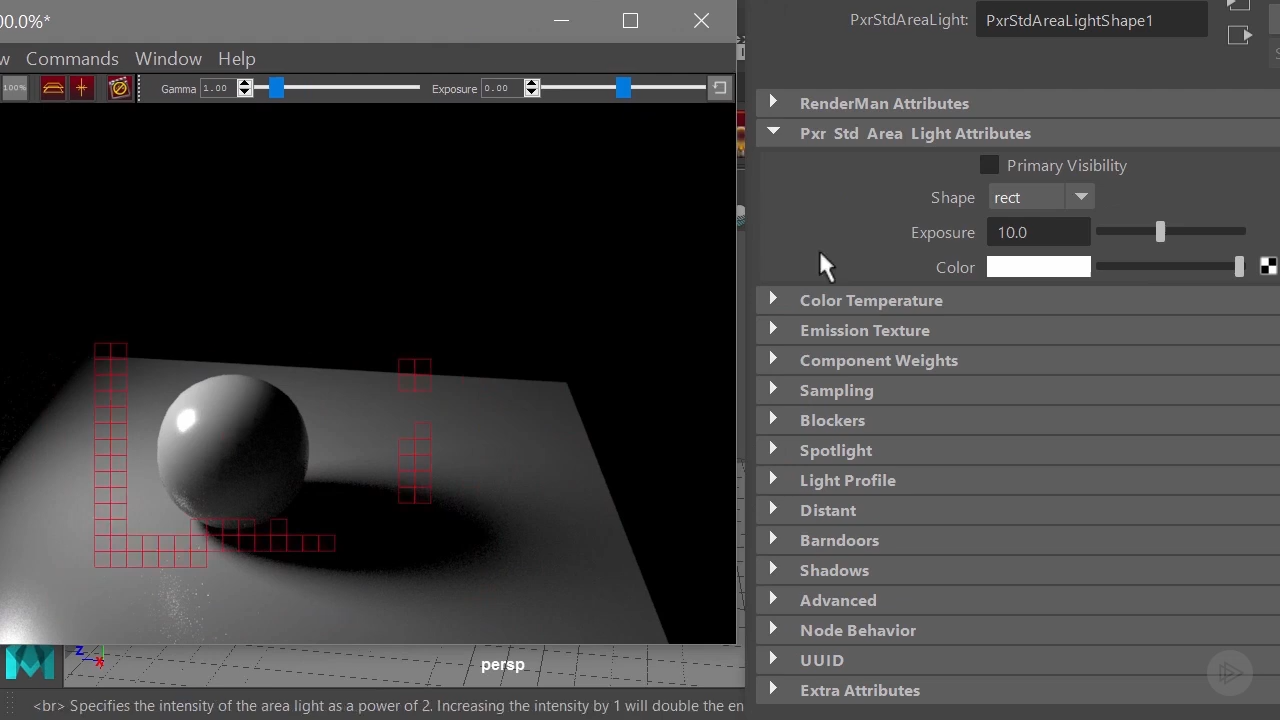 00.0%*
w Commands Window Help
100% Gamma 1.00 Exposure 0.00
PxrStdAreaLight: PxrStdAreaLightShape1
RenderMan Attributes
Pxr Std Area Light Attributes
Primary Visibility
Shape rect
Exposure 10.0
Color
Color Temperature
Emission Texture
Component Weights
Sampling
Blockers
Spotlight
Light Profile
Distant
Barndoors
Shadows
Advanced
Node Behavior
UUID
Extra Attributes
z x
persp
<br> Specifies the intensity of the area light as a power of 2. Increasing the intensity by 1 will double the en